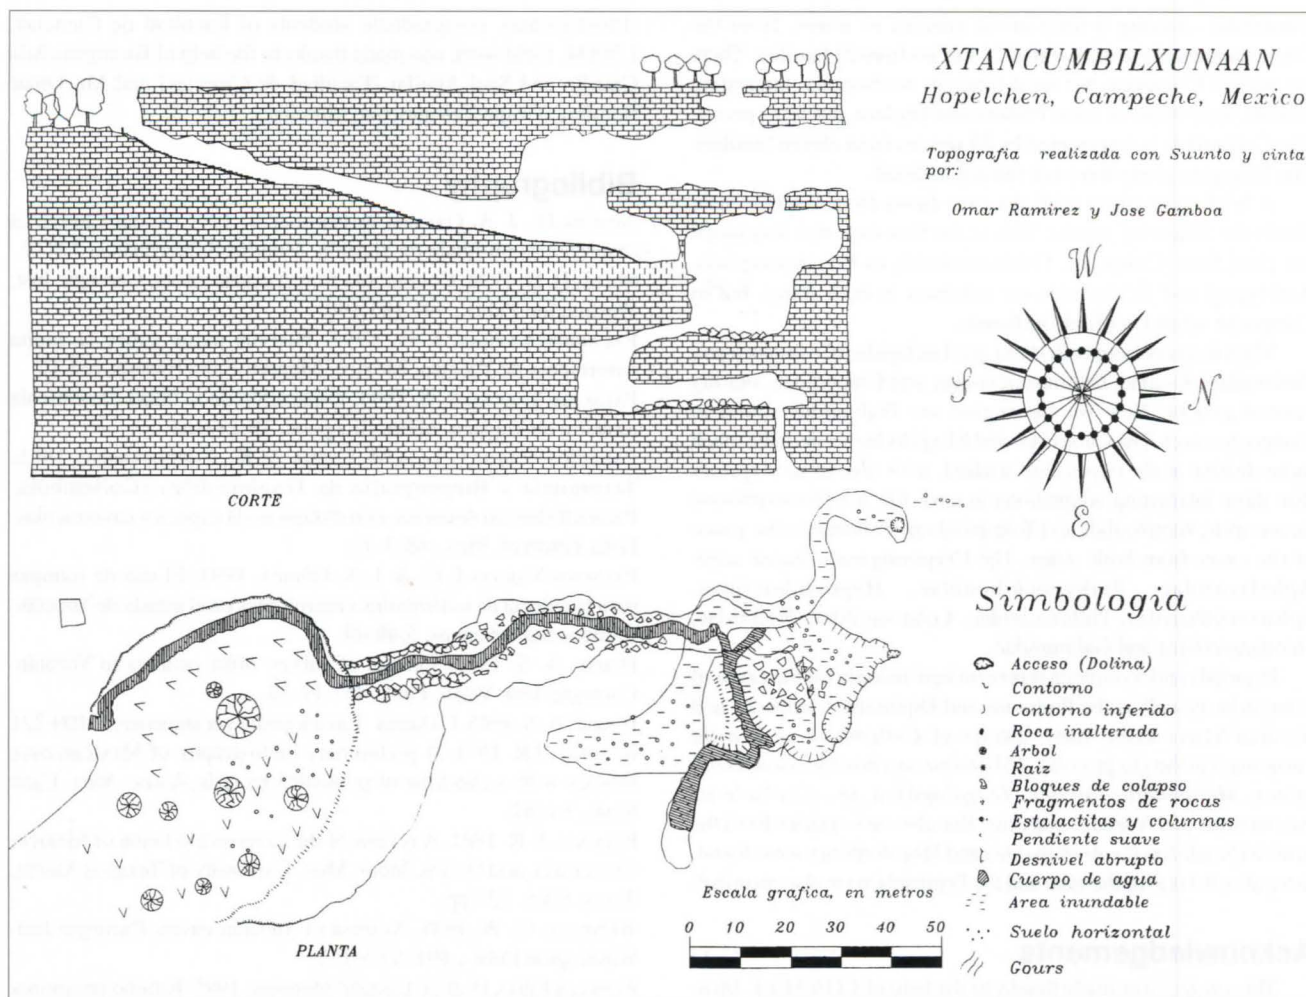 XTANCUMBILXUNAAN
Hopelchen, Campeche, Mexico
Topografia realizada con Suunto y cinta
por:
Omar Ramirez y Jose Gamboa
W
S
N
E
CORTE
Simbologia
Acceso (Dolina)
Contorno
Contorno inferido
Roca inalterada
Arbol
Raiz
Bloques de colapso
Fragmentos de rocas
Estalactitas y columnas
Pendiente suave
Desnivel abrupto
Cuerpo de agua
Area inundable
Suelo horizontal
Gours
Escala grafica, en metros
0 10 20 30 40 50
PLANTA